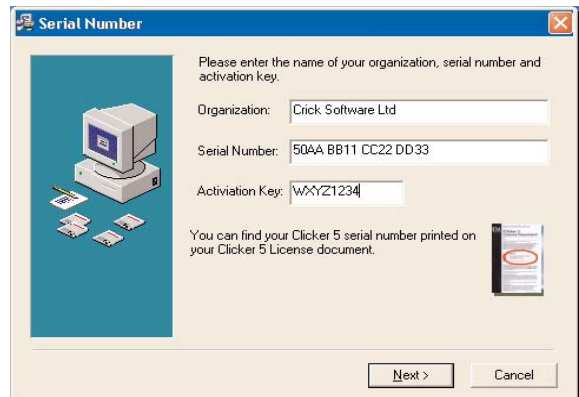 Serial Number
Please enter the name of your organization, serial number and
activation key.
Organization: Crick Software Ltd
Serial Number: 50AA BB11 CC22 DD33
Activiation Key: WXYZ1234
You can find your Clicker 5 serial number printed on
your Clicker 5 License document.
Next >
Cancel